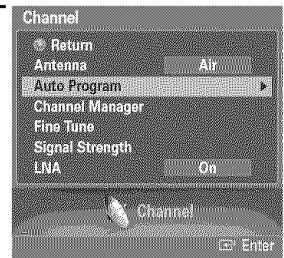 Channel
Return
Antenna Air
Auto Program
Channel Manager
Fine Tune
Signal Strength
LNA On
Channel
Enter